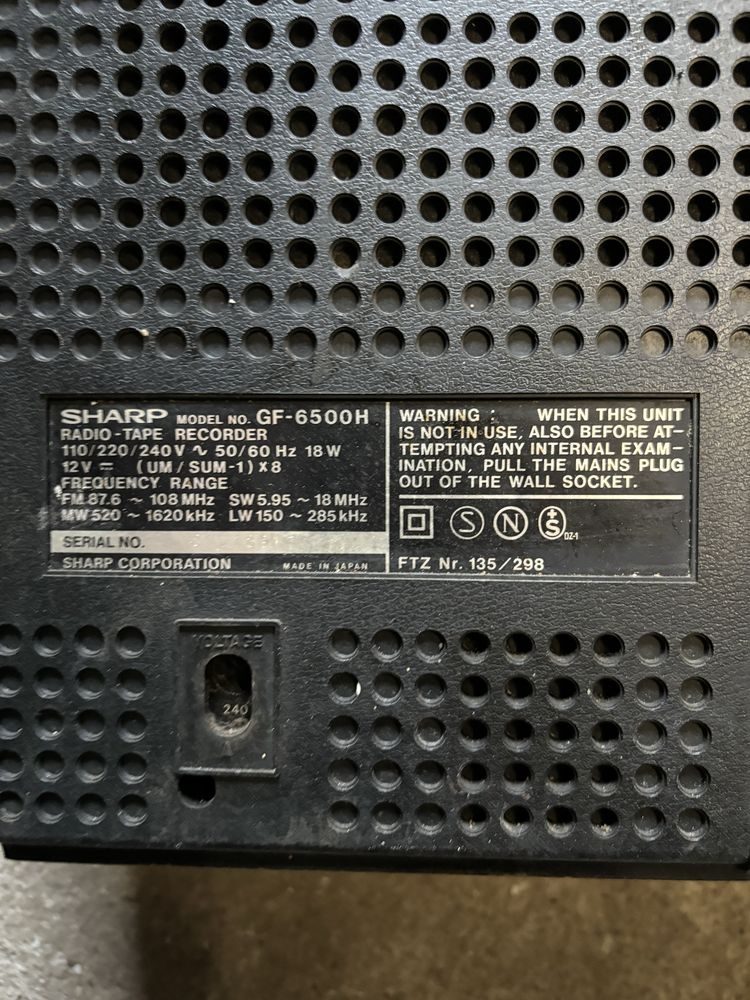 SHARP MODEL NO. GF-6500H
RADIO-TAPE RECORDER
110/220/240 V ∿ 50/60 Hz 18 W
12 V ⎓ (UM/SUM-1) X 8
FREQUENCY RANGE
FM 87.6 ~ 108 MHz SW 5.95 ~ 18 MHz
MW 520 ~ 1620 kHz LW 150 ~ 285 kHz
SERIAL NO.
SHARP CORPORATION MADE IN JAPAN
WARNING : WHEN THIS UNIT
IS NOT IN USE, ALSO BEFORE AT-
TEMPTING ANY INTERNAL EXAM-
INATION, PULL THE MAINS PLUG
OUT OF THE WALL SOCKET.
S N S DZ-1
FTZ Nr. 135/298
VOLTAGE
240